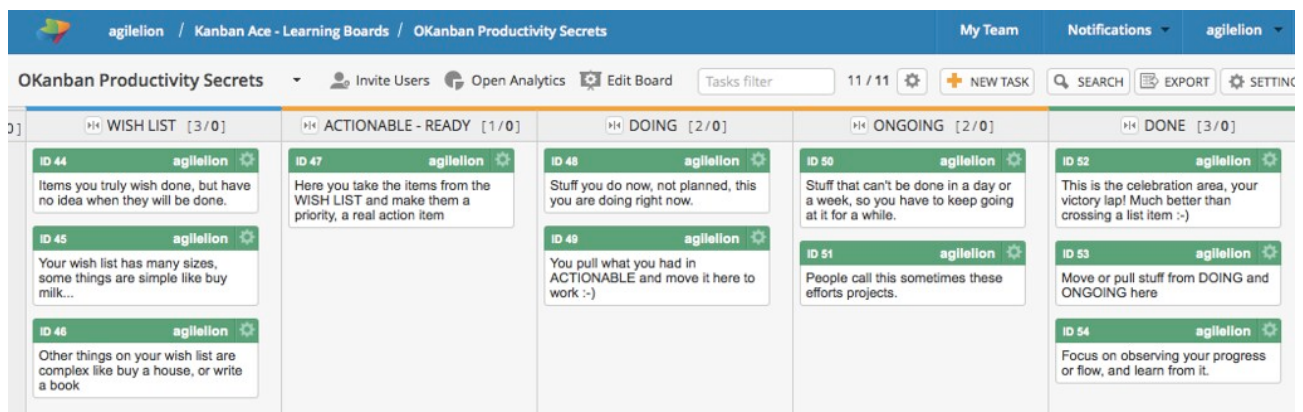 agilelion / Kanban Ace - Learning Boards / OKanban Productivity Secrets My Team Notifications agilelion
OKanban Productivity Secrets Invite Users Open Analytics Edit Board Tasks filter 11 / 11 NEW TASK SEARCH EXPORT SETTING
0] WISH LIST [3/0] ACTIONABLE - READY [1/0] DOING [2/0] ONGOING [2/0] DONE [3/0]
ID 44 agilelion
Items you truly wish done, but have
no idea when they will be done.
ID 45 agilelion
Your wish list has many sizes,
some things are simple like buy
milk...
ID 46 agilelion
Other things on your wish list are
complex like buy a house, or write
a book
ID 47 agilelion
Here you take the items from the
WISH LIST and make them a
priority, a real action item
ID 48 agilelion
Stuff you do now, not planned, this
you are doing right now.
ID 49 agilelion
You pull what you had in
ACTIONABLE and move it here to
work :-)
ID 50 agilelion
Stuff that can't be done in a day or
a week, so you have to keep going
at it for a while.
ID 51 agilelion
People call this sometimes these
efforts projects.
ID 52 agilelion
This is the celebration area, your
victory lap! Much better than
crossing a list item :-)
ID 53 agilelion
Move or pull stuff from DOING and
ONGOING here
ID 54 agilelion
Focus on observing your progress
or flow, and learn from it.